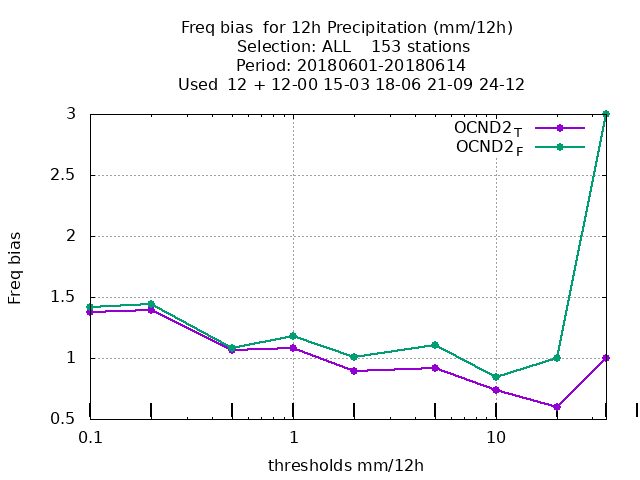 Freq bias  for 12h Precipitation (mm/12h)
Selection: ALL    153 stations
Period: 20180601-20180614
Used  12 + 12-00 15-03 18-06 21-09 24-12
OCND2T
OCND2F
3
2.5
2
1.5
1
0.5
Freq bias
0.1
1
10
thresholds mm/12h